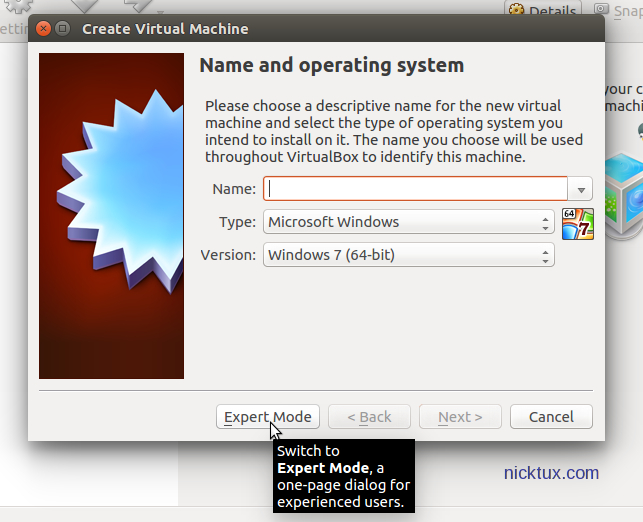 Details
Snap
etting
Create Virtual Machine
Name and operating system
your c
machin
Please choose a descriptive name for the new virtual
machine and select the type of operating system you
intend to install on it. The name you choose will be used
throughout VirtualBox to identify this machine.
Name:
Type: Microsoft Windows
64
7
Version: Windows 7 (64-bit)
Expert Mode
< Back
Next >
Cancel
Switch to
Expert Mode, a
one-page dialog for
experienced users.
nicktux.com